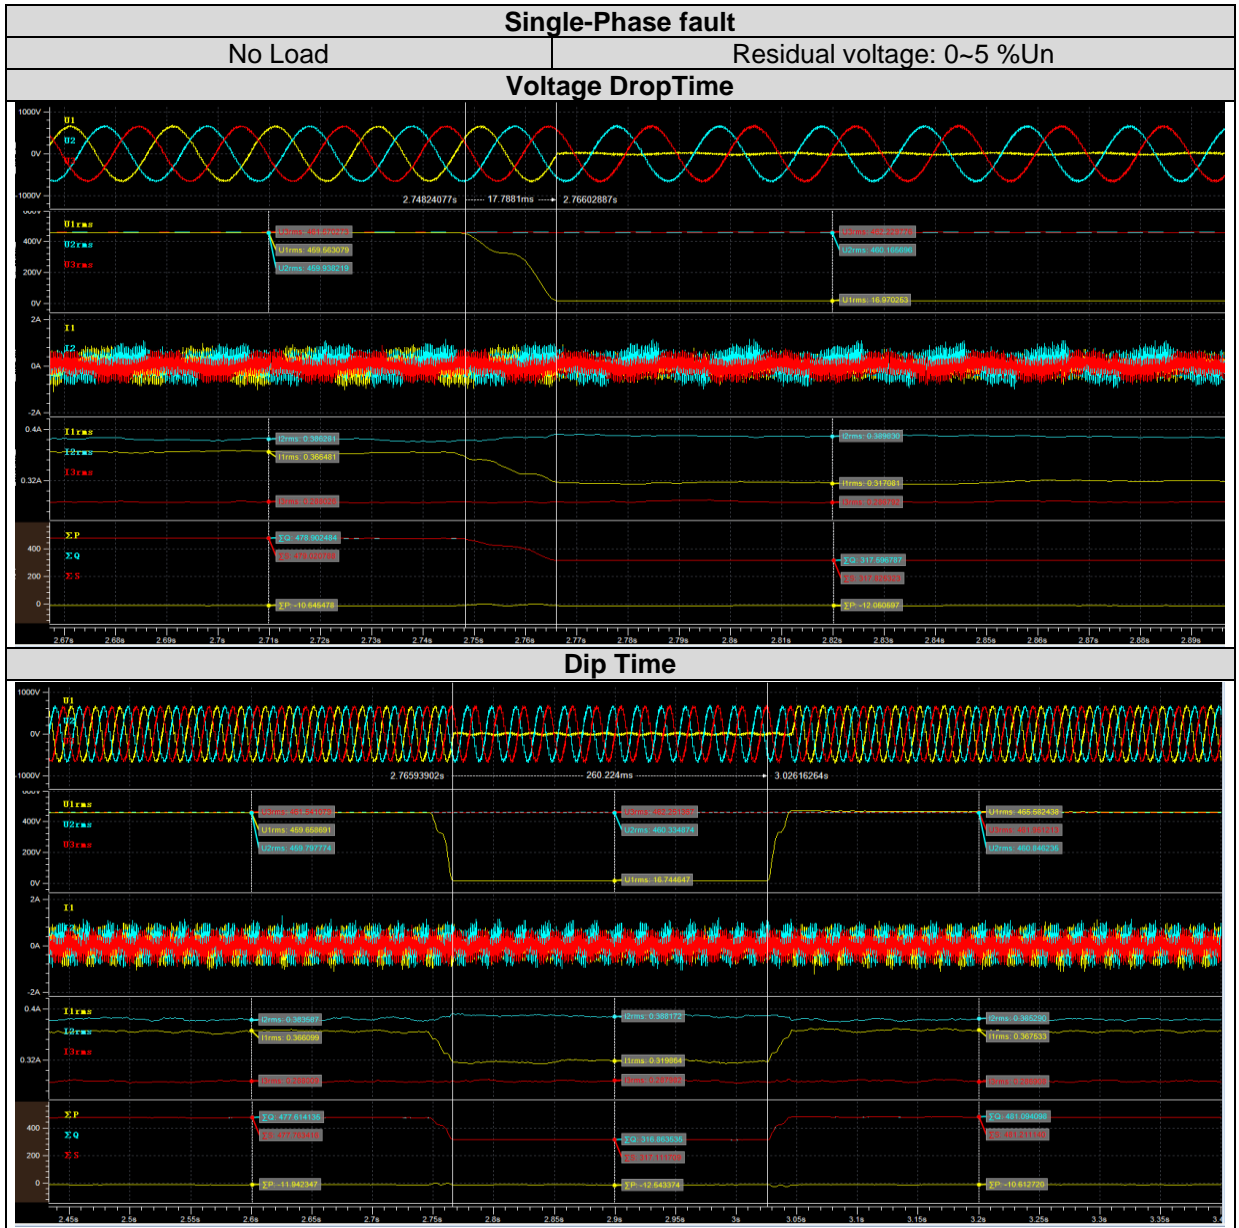 Single-Phase fault
No Load Residual voltage: 0~5 %Un
Voltage DropTime
1000V
U1
U2
0V
-1000V
2.74824077s 17.7881ms 2.76602887s
U1rms
400V
U2rms
U1rms: 459.563079
U2rms: 460.166696
200V
U3rms
U2rms: 459.938219
0V
U1rms: 16.970253
2A
I1
I2
0A
-2A
0.4A
I1rms
I2rms: 0.386261
I2rms: 0.389830
I2rms
I1rms: 0.366481
I3rms
0.32A
I1rms: 0.317081
ΣP
ΣQ: 478.902484
400
ΣQ
ΣQ: 317.696787
200
ΣS
0
ΣP: -10.645478
ΣP: -12.060697
2.67s 2.68s 2.69s 2.7s 2.71s 2.72s 2.73s 2.74s 2.75s 2.76s 2.77s 2.78s 2.79s 2.8s 2.81s 2.82s 2.83s 2.84s 2.85s 2.86s 2.87s 2.88s 2.89s
Dip Time
1000V
U1
0V
-1000V
2.76593902s 260.224ms 3.02616264s
U1rms
U1rms: 465.582438
400V
U2rms
U1rms: 459.658691
U2rms: 460.334874
U3rms: 461.961213
200V
U3rms
U2rms: 459.797774
U2rms: 460.846235
0V
U1rms: 16.744647
2A
I1
0A
-2A
0.4A
I1rms
I2rms: 0.383587
I2rms: 0.388172
I2rms: 0.385290
I2rms
I1rms: 0.366099
I1rms: 0.367533
0.32A
I3rms
I1rms: 0.319864
ΣP
ΣQ: 477.614135
ΣQ: 481.094096
400
ΣQ
ΣQ: 316.863535
200
ΣS
0
ΣP: -11.942347
ΣP: -12.643374
ΣP: -10.612720
2.45s 2.5s 2.55s 2.6s 2.65s 2.7s 2.75s 2.8s 2.85s 2.9s 2.95s 3s 3.05s 3.1s 3.15s 3.2s 3.25s 3.3s 3.35s